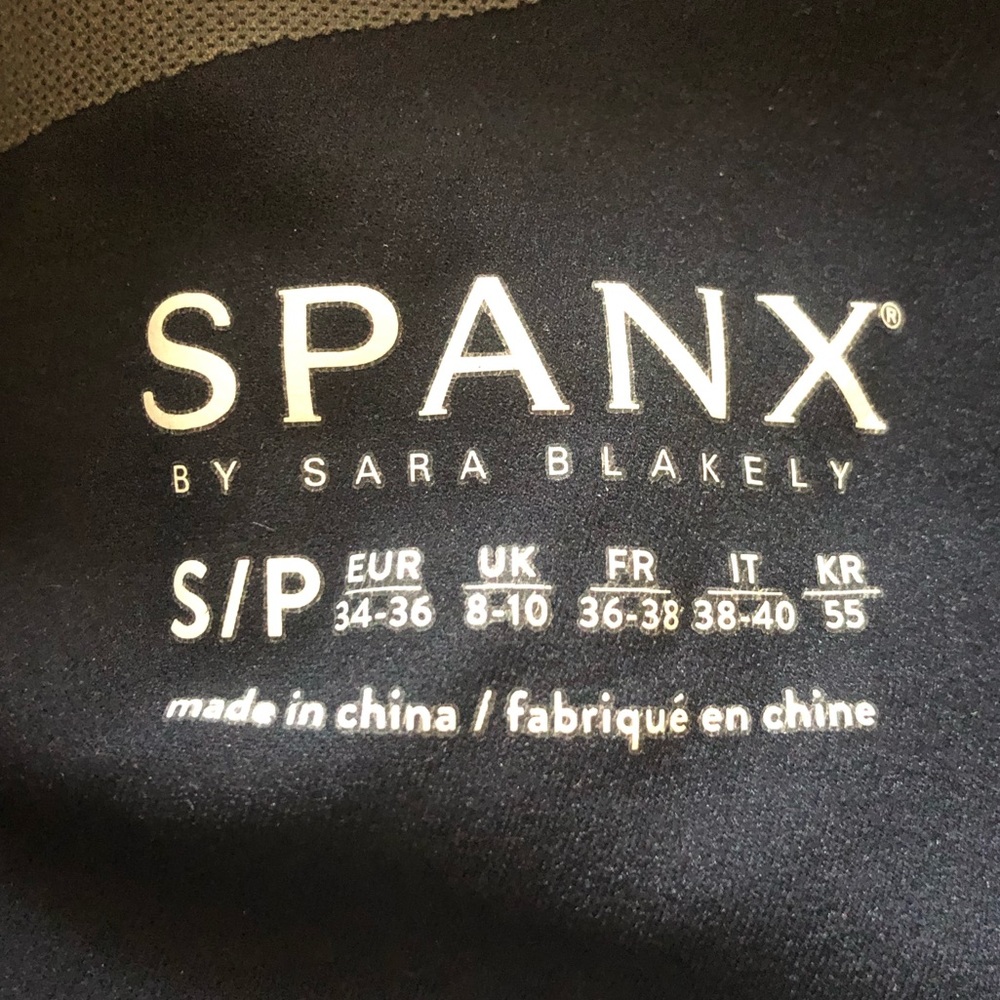 SPANX®
BY SARA BLAKELY
S/P EUR UK FR IT KR
34-36 8-10 36-38 38-40 55
made in china / fabriqué en chine